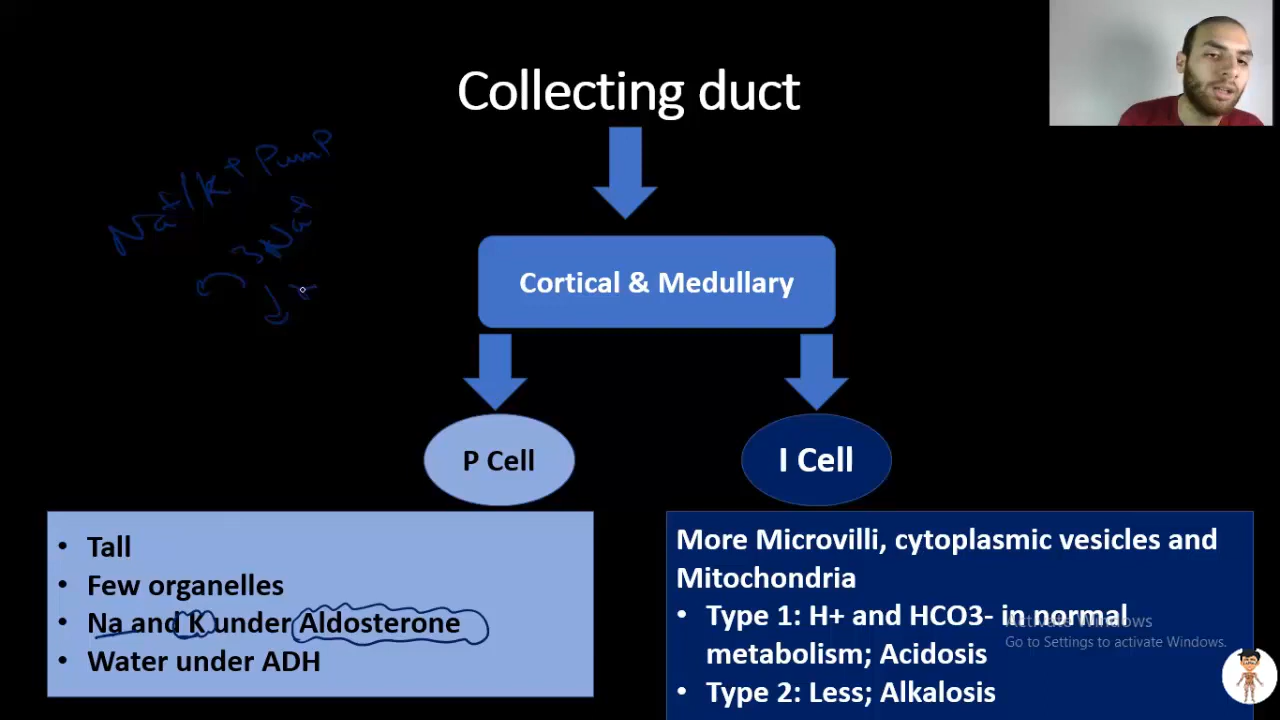 Collecting duct
Na+/K+ Pump
3Na+
Cortical & Medullary
P Cell
I Cell
• Tall
• Few organelles
• Na and K under Aldosterone
• Water under ADH
More Microvilli, cytoplasmic vesicles and
Mitochondria
• Type 1: H+ and HCO3- in normal
metabolism; Acidosis
• Type 2: Less; Alkalosis
Activate Windows
Go to Settings to activate Windows.